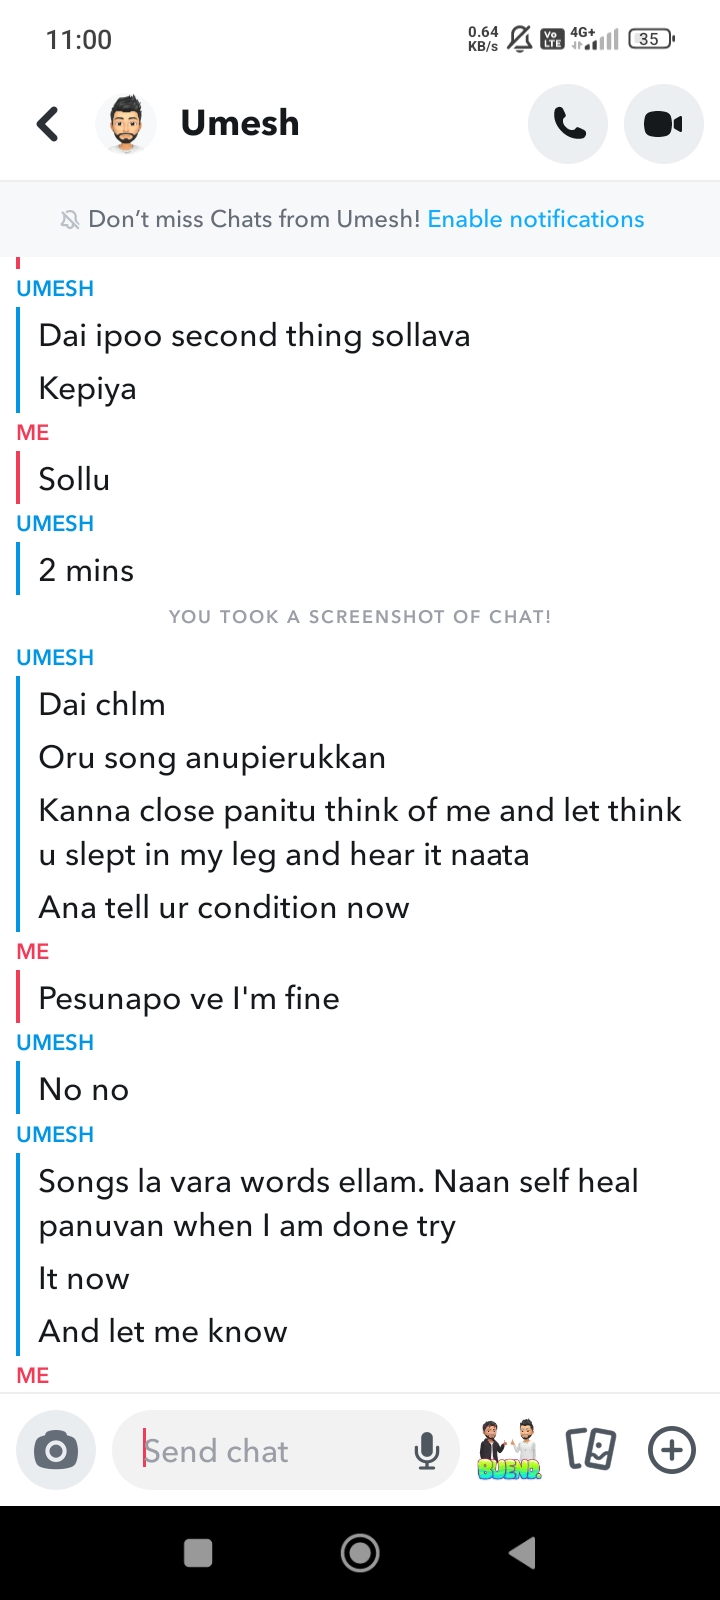 11:00
0.64
KB/s
Vo
LTE
4G+
35
Umesh
Don't miss Chats from Umesh! Enable notifications
UMESH
Dai ipoo second thing sollava
Kepiya
ME
Sollu
UMESH
2 mins
YOU TOOK A SCREENSHOT OF CHAT!
UMESH
Dai chlm
Oru song anupierukkan
Kanna close panitu think of me and let think
u slept in my leg and hear it naata
Ana tell ur condition now
ME
Pesunapo ve I'm fine
UMESH
No no
UMESH
Songs la vara words ellam. Naan self heal
panuvan when I am done try
It now
And let me know
ME
Send chat
BUENO.